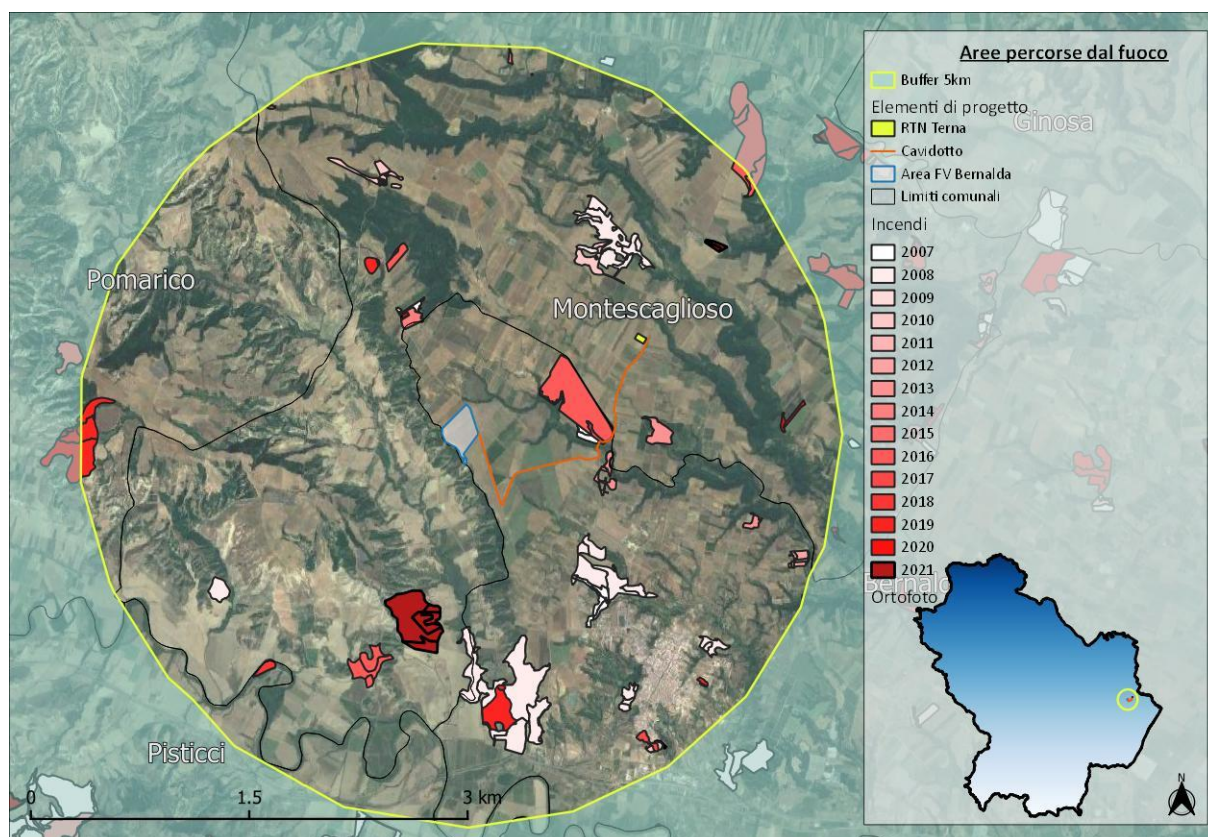 Aree percorse dal fuoco
Buffer 5km
Elementi di progetto
RTN Terna
Cavidotto
Area FV Bernalda
Limiti comunali
Incendi
2007
2008
2009
2010
2011
2012
2013
2014
2015
2016
2017
2018
2019
2020
2021
Ortofoto
Ginosa
Pomarico
Montescaglioso
Pisticci
0
1.5
3 km
N